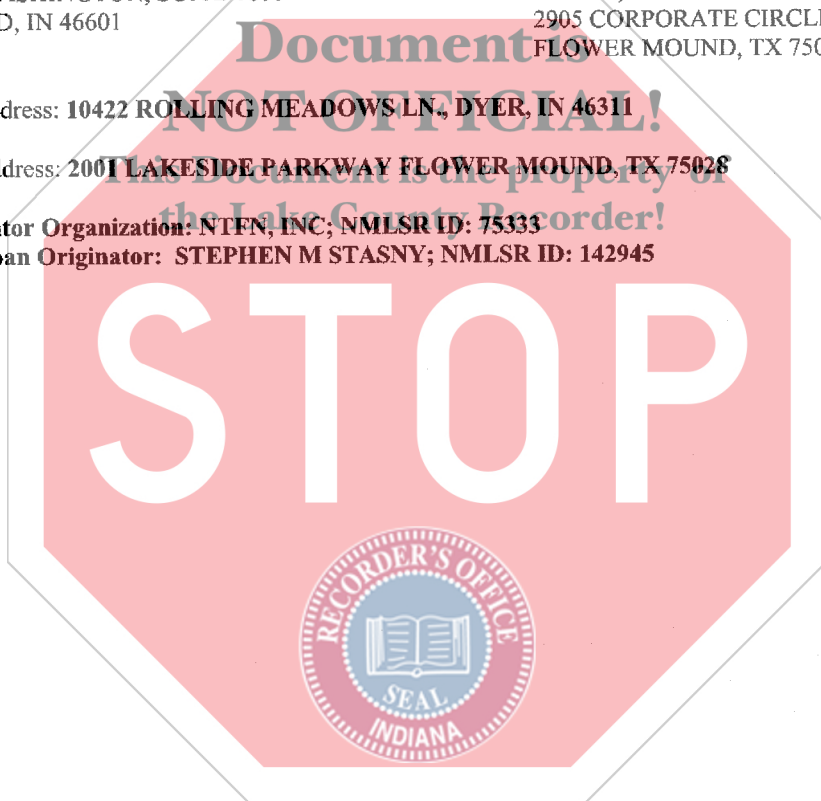 D, IN 46601
2905 CORPORATE CIRCLE
FLOWER MOUND, TX 750
Document is
NOT OFFICIAL!
This Document is the property of
the Lake County Recorder!
dress: 10422 ROLLING MEADOWS LN., DYER, IN 46311
dress: 2001 LAKESIDE PARKWAY FLOWER MOUND, TX 75028
tor Organization: NTFN, INC; NMLSR ID: 75333
oan Originator: STEPHEN M STASNY; NMLSR ID: 142945
STOP
RECORDER'S OFFICE
SEAL
INDIANA